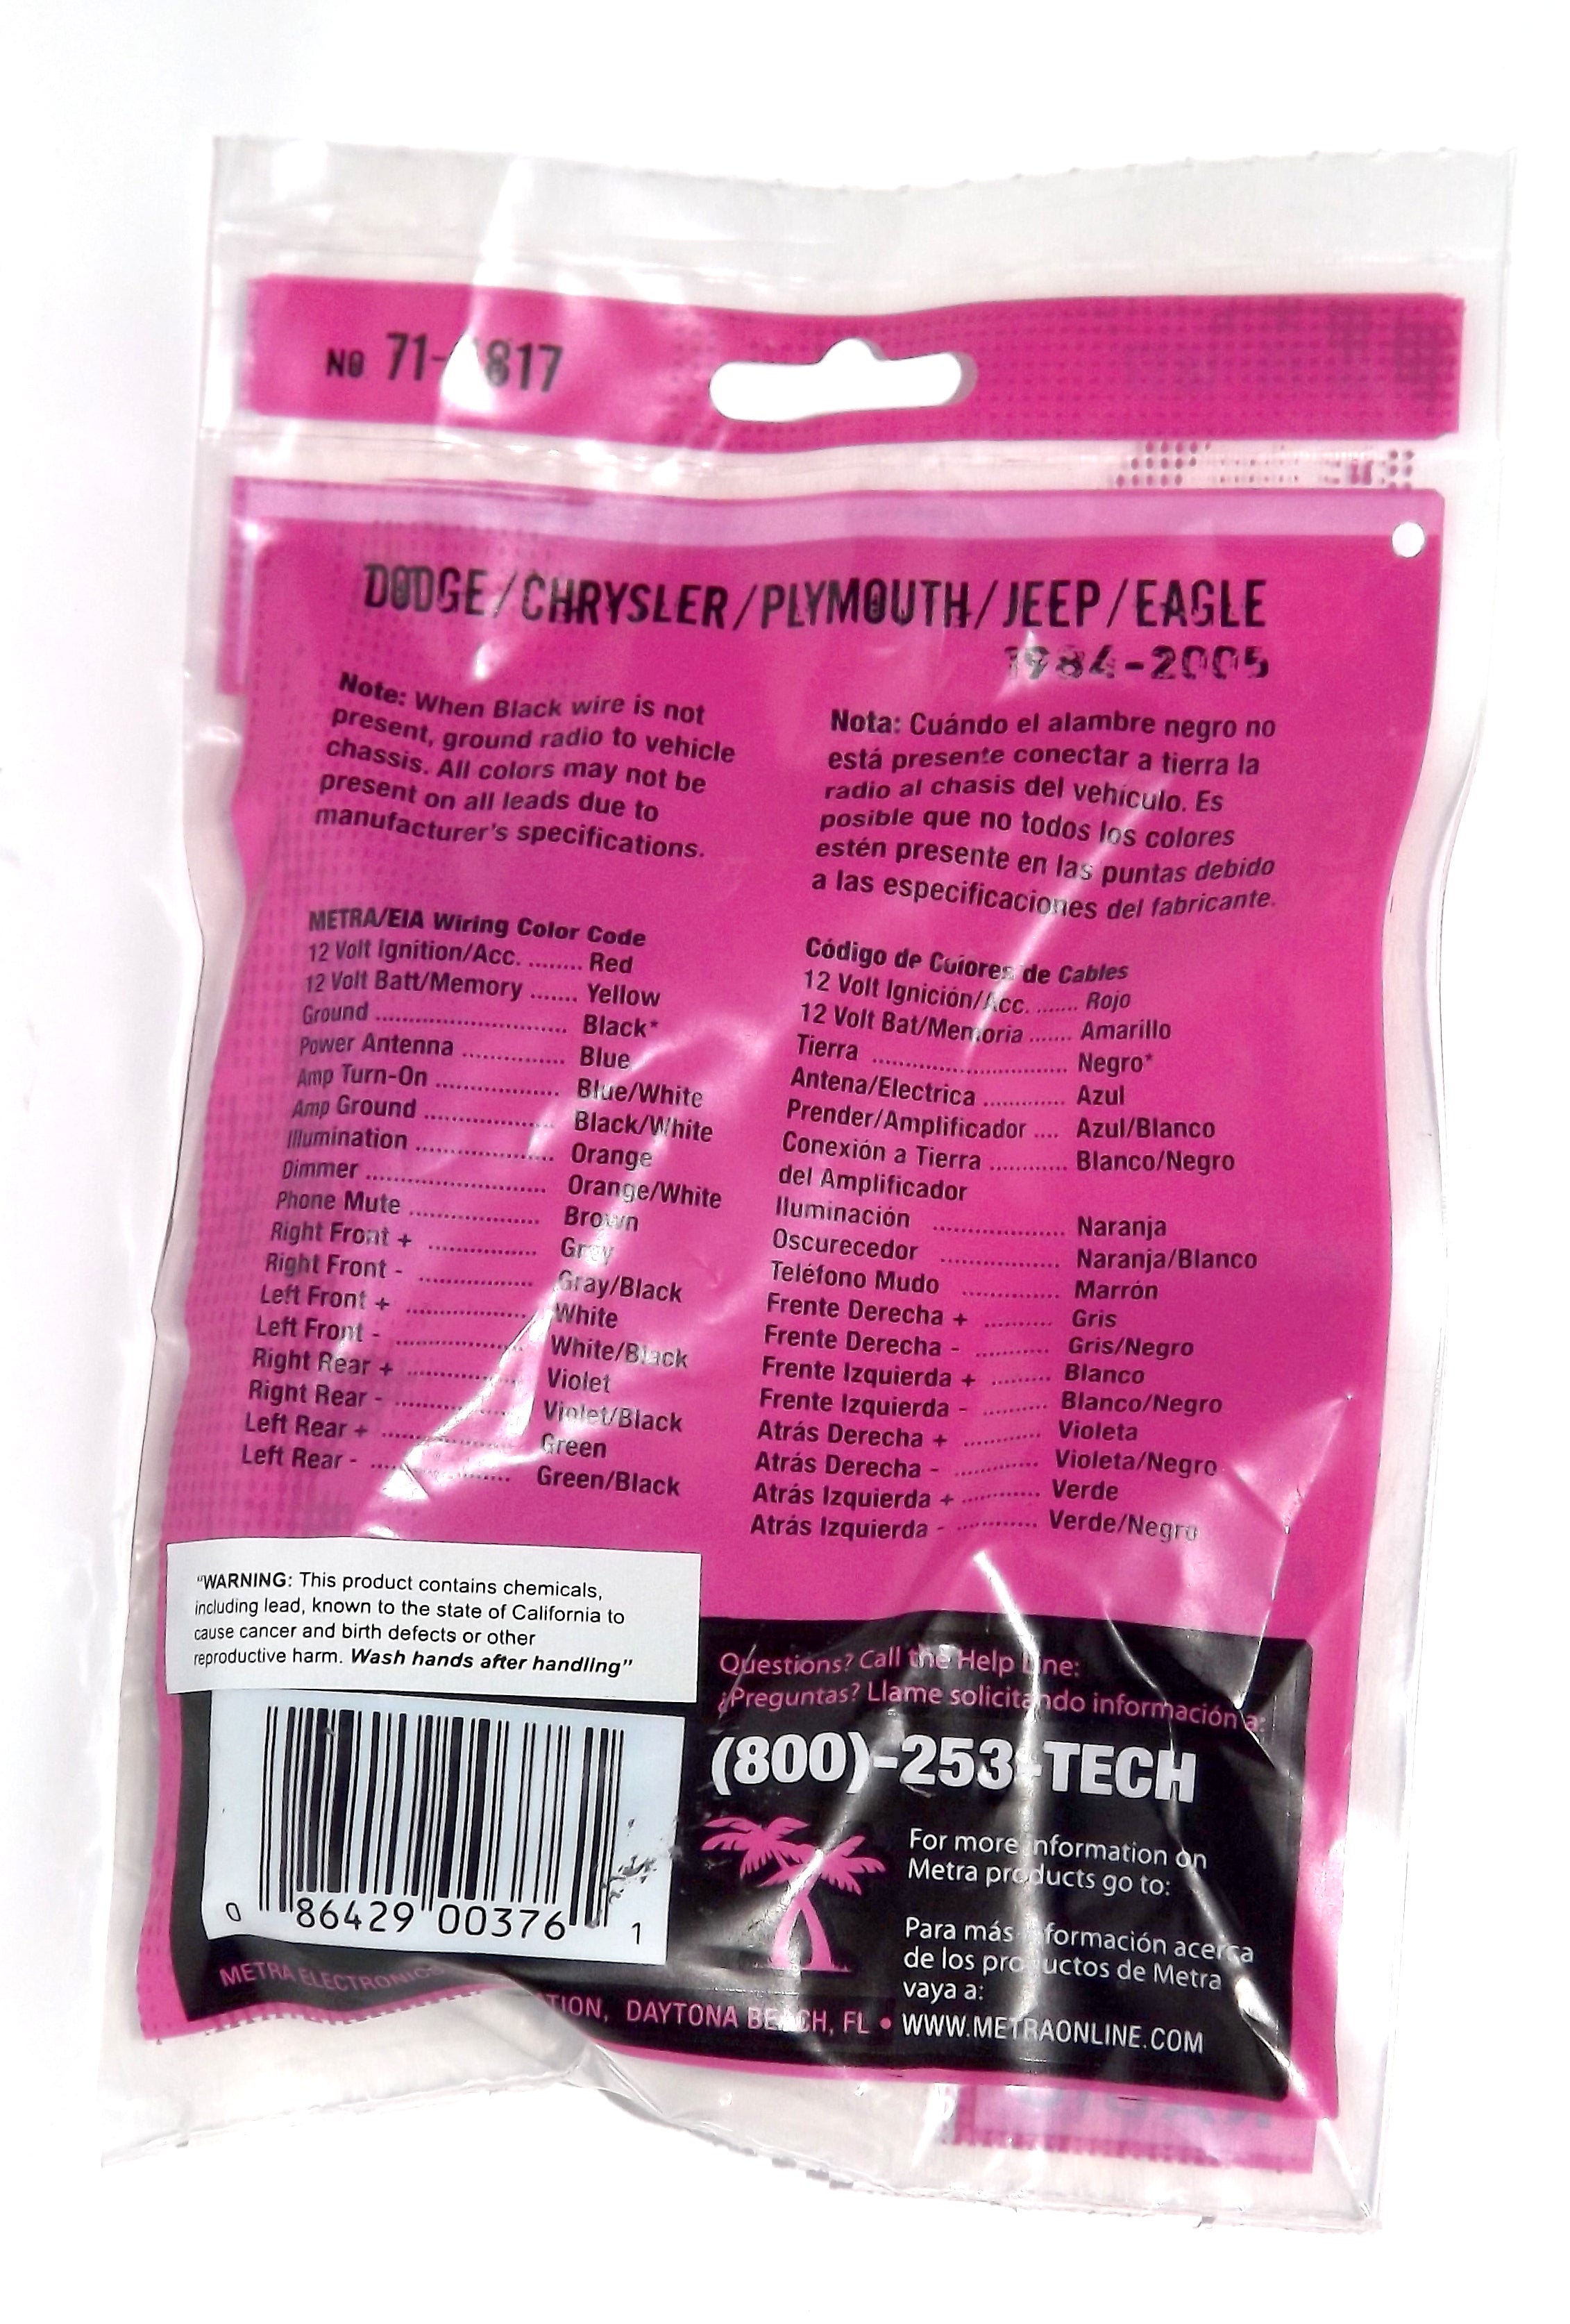 NO 71- 817
DODGE/CHRYSLER/PLYMOUTH/JEEP/EAGLE
1984-2005
Note: When Black wire is not
present, ground radio to vehicle
chassis. All colors may not be
present on all leads due to
manufacturer's specifications.
METRA/EIA Wiring Color Code
12 Volt Ignition/Acc. ........ Red
12 Volt Batt/Memory ....... Yellow
Ground ............................. Black*
Power Antenna ............... Blue
Amp Turn-On .................. Blue/White
Amp Ground ................... Black/White
Illumination .................... Orange
Dimmer .......................... Orange/White
Phone Mute ................... Brown
Right Front + ................ Gray
Right Front - ................. Gray/Black
Left Front + ..................... White
Left Front - ..................... White/Black
Right Rear + ................ Violet
Right Rear - .................. Violet/Black
Left Rear + ................... Green
Left Rear - .................... Green/Black
Nota: Cuándo el alambre negro no
está presente conectar a tierra la
radio al chasis del vehículo. Es
posible que no todos los colores
estén presente en las puntas debido
a las especificaciones del fabricante.
Código de Colores de Cables
12 Volt Ignición/Acc. ....... Rojo
12 Volt Bat/Memoria ....... Amarillo
Tierra ............................. Negro*
Antena/Electrica ............ Azul
Prender/Amplificador .... Azul/Blanco
Conexión a Tierra ............ Blanco/Negro
del Amplificador
Iluminación .................... Naranja
Oscurecedor .................. Naranja/Blanco
Teléfono Mudo .............. Marrón
Frente Derecha + .......... Gris
Frente Derecha - ........... Gris/Negro
Frente Izquierda + ......... Blanco
Frente Izquierda - .......... Blanco/Negro
Atrás Derecha + ........... Violeta
Atrás Derecha - ............ Violeta/Negro
Atrás Izquierda + ........... Verde
Atrás Izquierda - ............ Verde/Negro
"WARNING: This product contains chemicals,
including lead, known to the state of California to
cause cancer and birth defects or other
reproductive harm. Wash hands after handling"
Questions? Call the Help Line:
¿Preguntas? Llame solicitando información a:
(800)-253-TECH
For more information on
Metra products go to:
Para más información acerca
de los productos de Metra
vaya a:
0 86429 00376 1
METRA ELECTRONICS DAYTONA BEACH, FL • WWW.METRAONLINE.COM